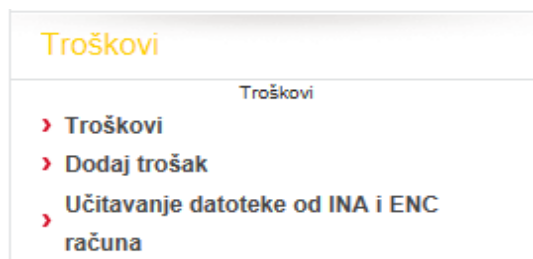 Troškovi
Troškovi
Troškovi
Dodaj trošak
Učitavanje datoteke od INA i ENC
računa